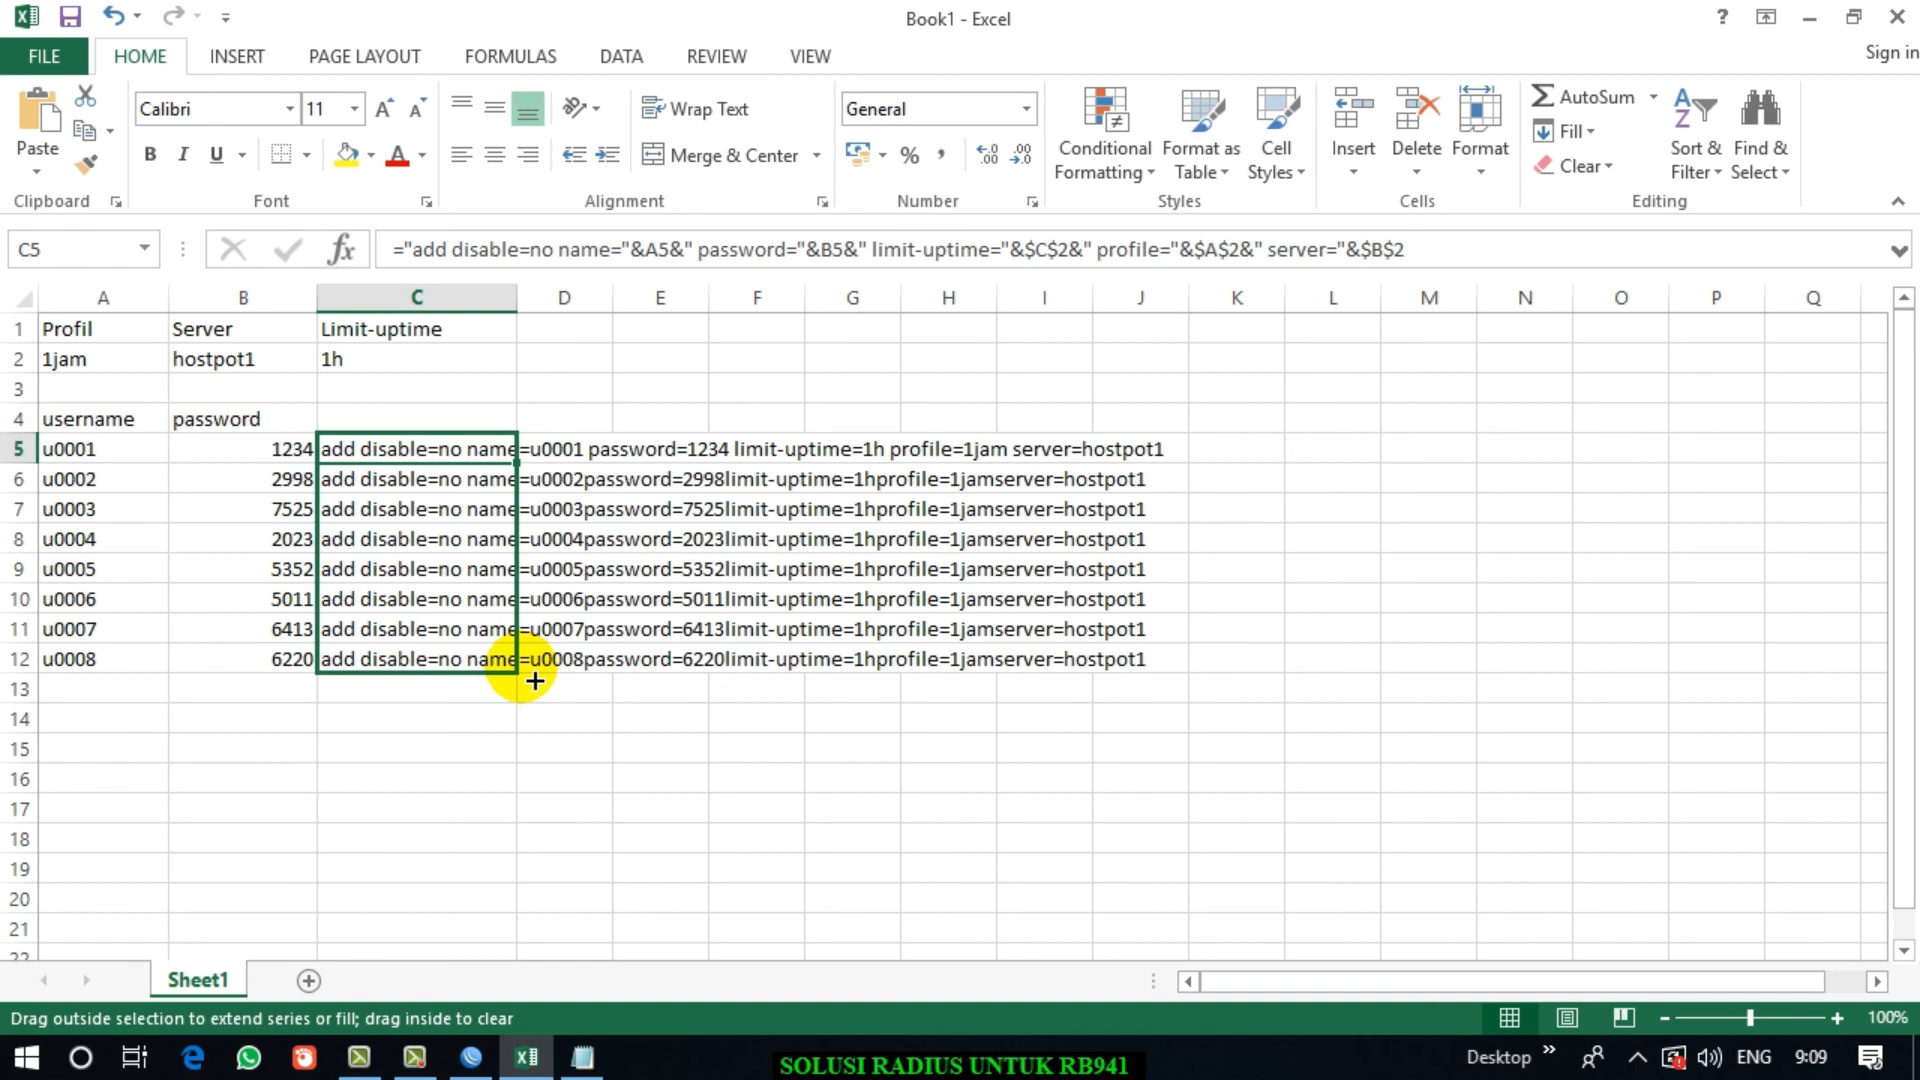 Book1 - Excel
?
Sign in
FILE
HOME
INSERT
PAGE LAYOUT
FORMULAS
DATA
REVIEW
VIEW
Paste
Clipboard
Calibri
11
B I U
Font
Wrap Text
Merge & Center
Alignment
General
%
Number
Conditional Formatting
Format as Table
Cell Styles
Styles
Insert
Delete
Format
Cells
AutoSum
Fill
Clear
Sort & Filter
Find & Select
Editing
C5
fx
="add disable=no name="&A5&" password="&B5&" limit-uptime="&$C$2&" profile="&$A$2&" server="&$B$2
A B C D E F G H I J K L M N O P Q
1 Profil Server Limit-uptime
2 1jam hostpot1 1h
3
4 username password
5 u0001 1234 add disable=no name=u0001 password=1234 limit-uptime=1h profile=1jam server=hostpot1
6 u0002 2998 add disable=no name=u0002password=2998limit-uptime=1hprofile=1jamserver=hostpot1
7 u0003 7525 add disable=no name=u0003password=7525limit-uptime=1hprofile=1jamserver=hostpot1
8 u0004 2023 add disable=no name=u0004password=2023limit-uptime=1hprofile=1jamserver=hostpot1
9 u0005 5352 add disable=no name=u0005password=5352limit-uptime=1hprofile=1jamserver=hostpot1
10 u0006 5011 add disable=no name=u0006password=5011limit-uptime=1hprofile=1jamserver=hostpot1
11 u0007 6413 add disable=no name=u0007password=6413limit-uptime=1hprofile=1jamserver=hostpot1
12 u0008 6220 add disable=no name=u0008password=6220limit-uptime=1hprofile=1jamserver=hostpot1
13
14
15
16
17
18
19
20
21
22
Sheet1
Drag outside selection to extend series or fill; drag inside to clear
100%
SOLUSI RADIUS UNTUK RB941
Desktop
ENG
9:09